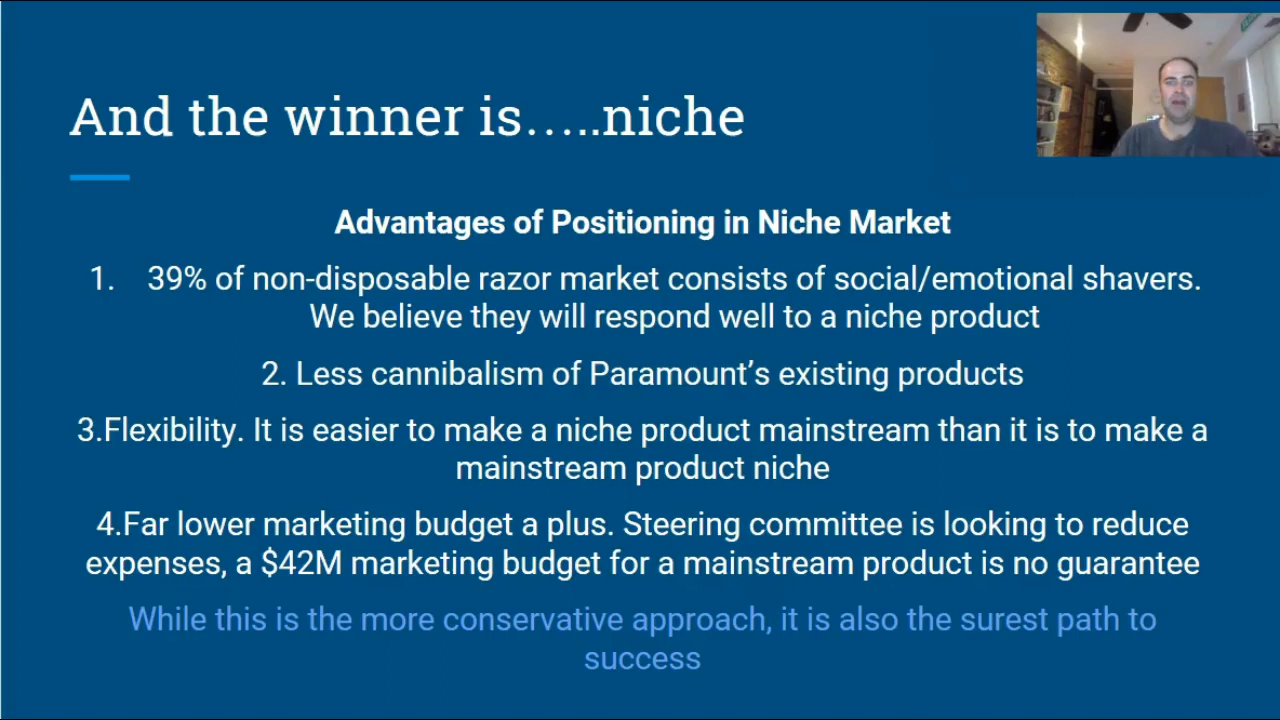 And the winner is…..niche
Advantages of Positioning in Niche Market
1. 39% of non-disposable razor market consists of social/emotional shavers.
We believe they will respond well to a niche product
2. Less cannibalism of Paramount’s existing products
3.Flexibility. It is easier to make a niche product mainstream than it is to make a
mainstream product niche
4.Far lower marketing budget a plus. Steering committee is looking to reduce
expenses, a $42M marketing budget for a mainstream product is no guarantee
While this is the more conservative approach, it is also the surest path to
success